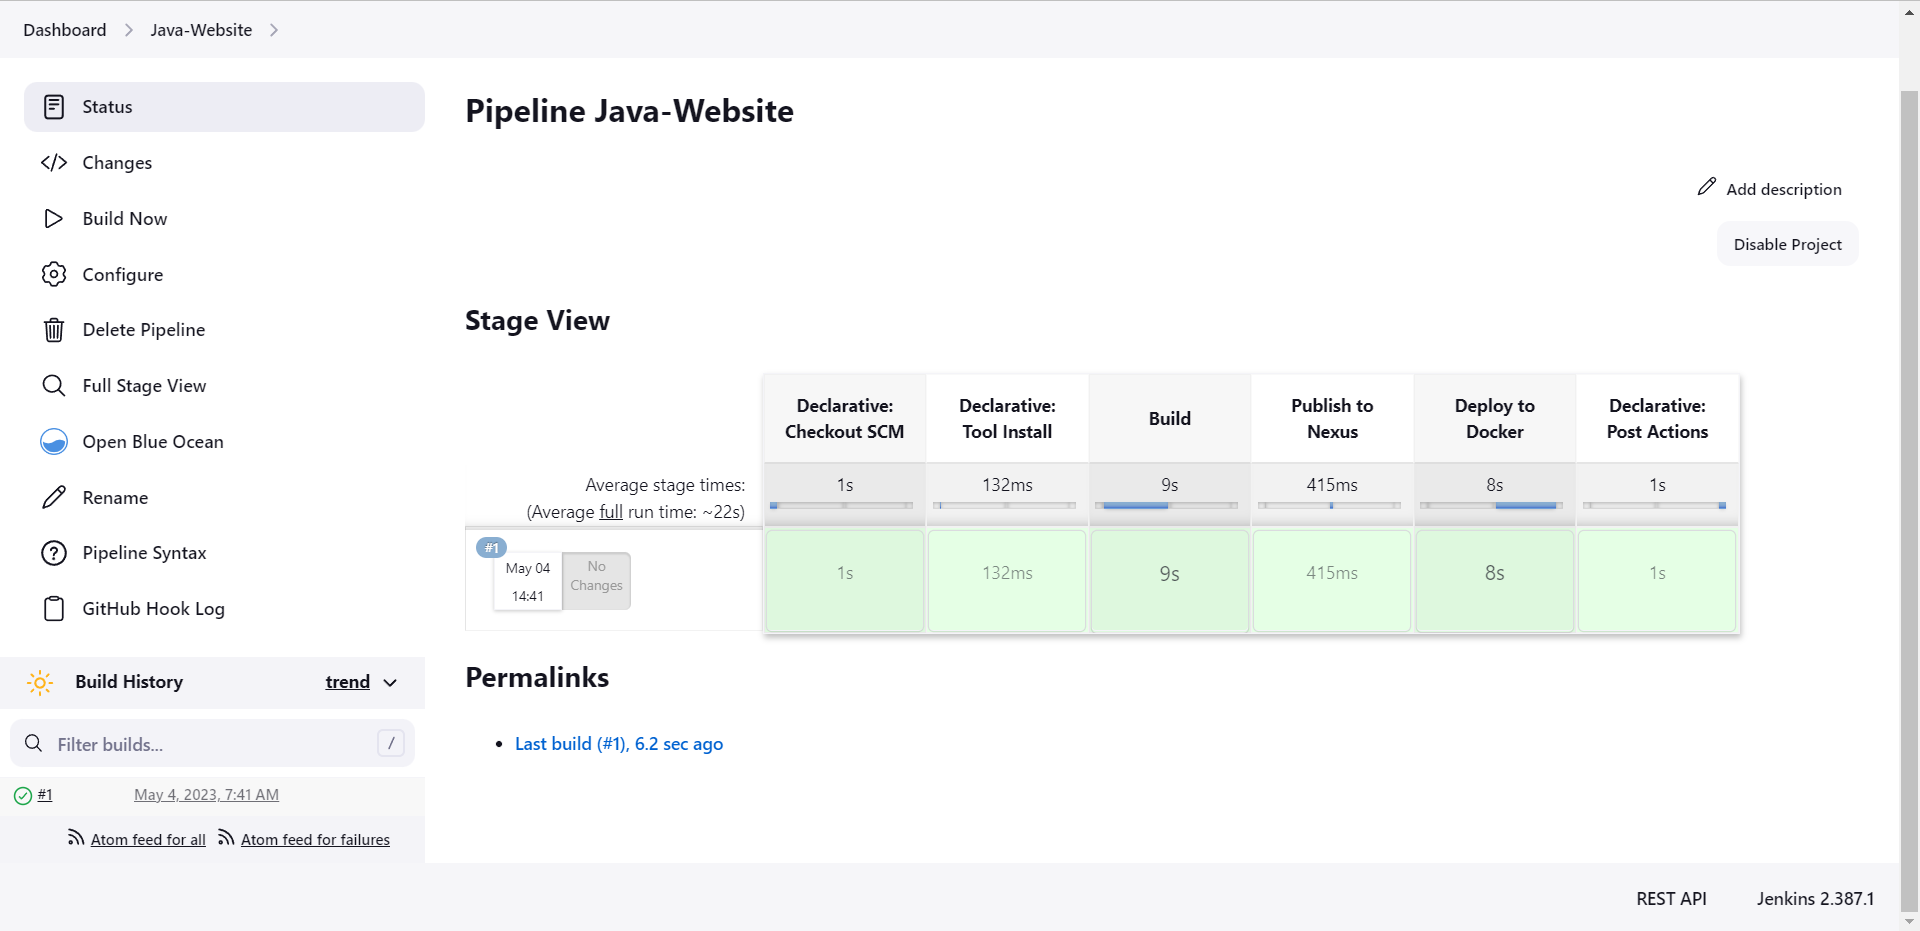 Dashboard
Java-Website
Status
Changes
Build Now
Configure
Delete Pipeline
Full Stage View
Open Blue Ocean
Rename
Pipeline Syntax
GitHub Hook Log
Build History
trend
Filter builds...
/
#1
May 4, 2023, 7:41 AM
Atom feed for all
Atom feed for failures
Pipeline Java-Website
Add description
Disable Project
Stage View
Declarative:
Checkout SCM
Declarative:
Tool Install
Build
Publish to
Nexus
Deploy to
Docker
Declarative:
Post Actions
Average stage times:
(Average full run time: ~22s)
1s
132ms
9s
415ms
8s
1s
#1
May 04
14:41
No
Changes
1s
132ms
9s
415ms
8s
1s
Permalinks
Last build (#1), 6.2 sec ago
REST API
Jenkins 2.387.1